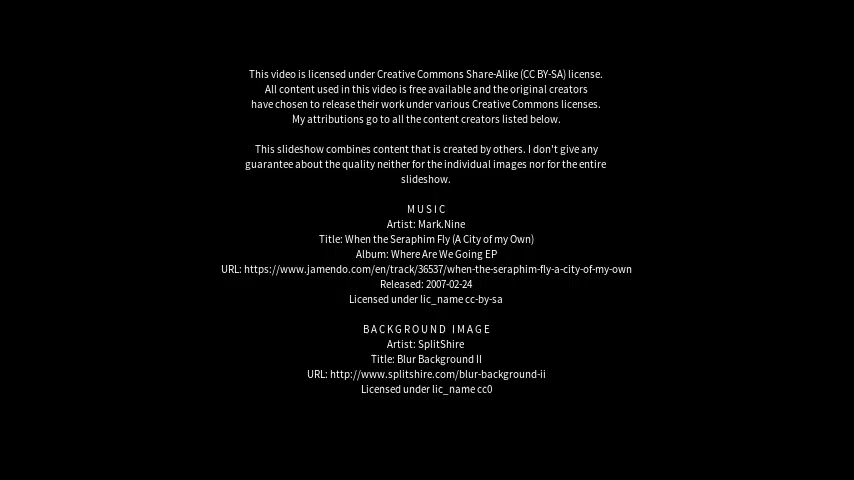 This video is licensed under Creative Commons Share-Alike (CC BY-SA) license.
All content used in this video is free available and the original creators
have chosen to release their work under various Creative Commons licenses.
My attributions go to all the content creators listed below.
This slideshow combines content that is created by others. I don't give any
guarantee about the quality neither for the individual images nor for the entire
slideshow.
MUSIC
Artist: Mark.Nine
Title: When the Seraphim Fly (A City of my Own)
Album: Where Are We Going EP
URL: https://www.jamendo.com/en/track/36537/when-the-seraphim-fly-a-city-of-my-own
Released: 2007-02-24
Licensed under lic_name cc-by-sa
BACKGROUND IMAGE
Artist: SplitShire
Title: Blur Background II
URL: http://www.splitshire.com/blur-background-ii
Licensed under lic_name cc0